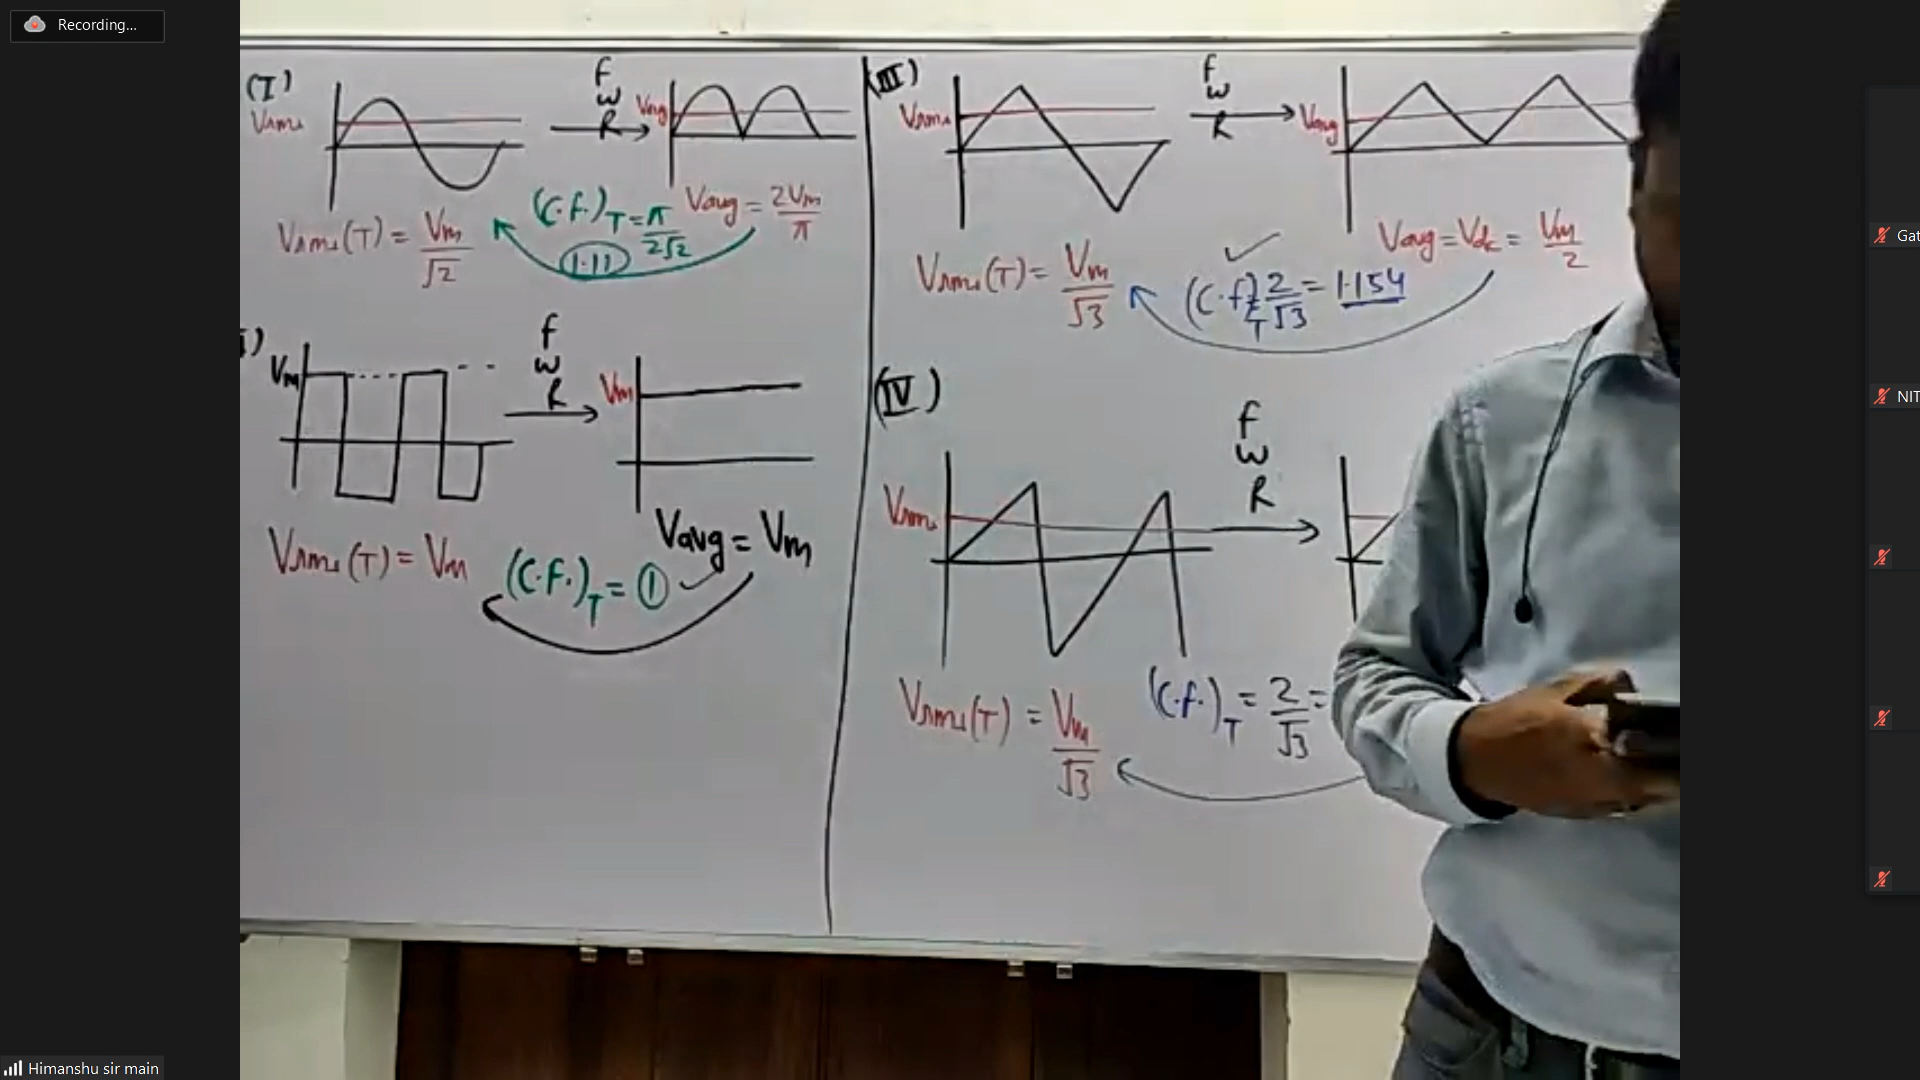 Recording...
(I)
Vrms
F
W
R
Vavg
Vrms(T) = Vm/√2
(C.f.)T = π/2√2
1.11
Vavg = 2Vm/π
Vm
F
W
R
Vm
Vrms(T) = Vm
(C.F.)T = 1
Vavg = Vm
(III)
Vrms
F
W
R
Vavg
Vrms(T) = Vm/√3
(C.f)T = 2/√3 = 1.154
Vavg = Vdc = Vm/2
(IV)
Vrms
F
W
R
Vrms(T) = Vm/√3
(C.f.)T = 2/√3 =
Gat
NIT
Himanshu sir main